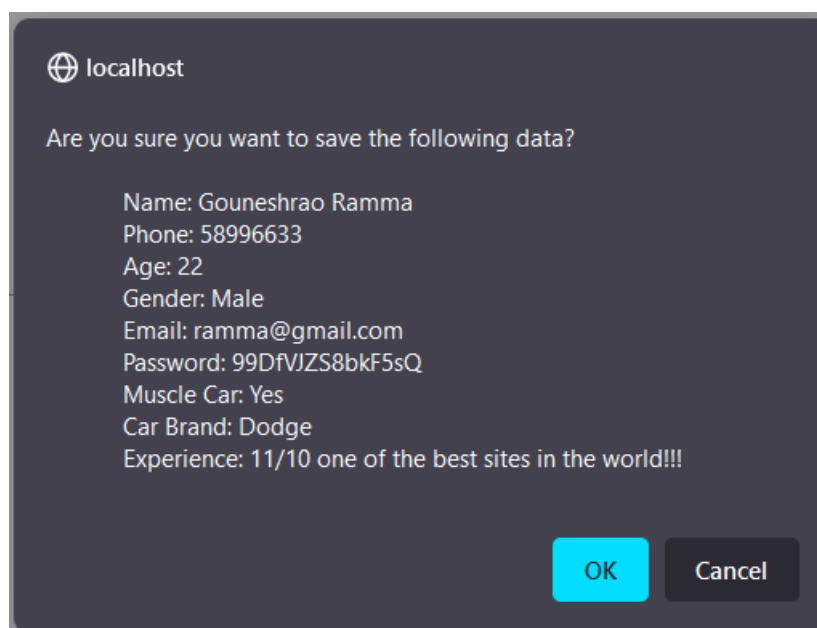 localhost
Are you sure you want to save the following data?
Name: Gouneshrao Ramma
Phone: 58996633
Age: 22
Gender: Male
Email: ramma@gmail.com
Password: 99DfVJZS8bkF5sQ
Muscle Car: Yes
Car Brand: Dodge
Experience: 11/10 one of the best sites in the world!!!
OK Cancel